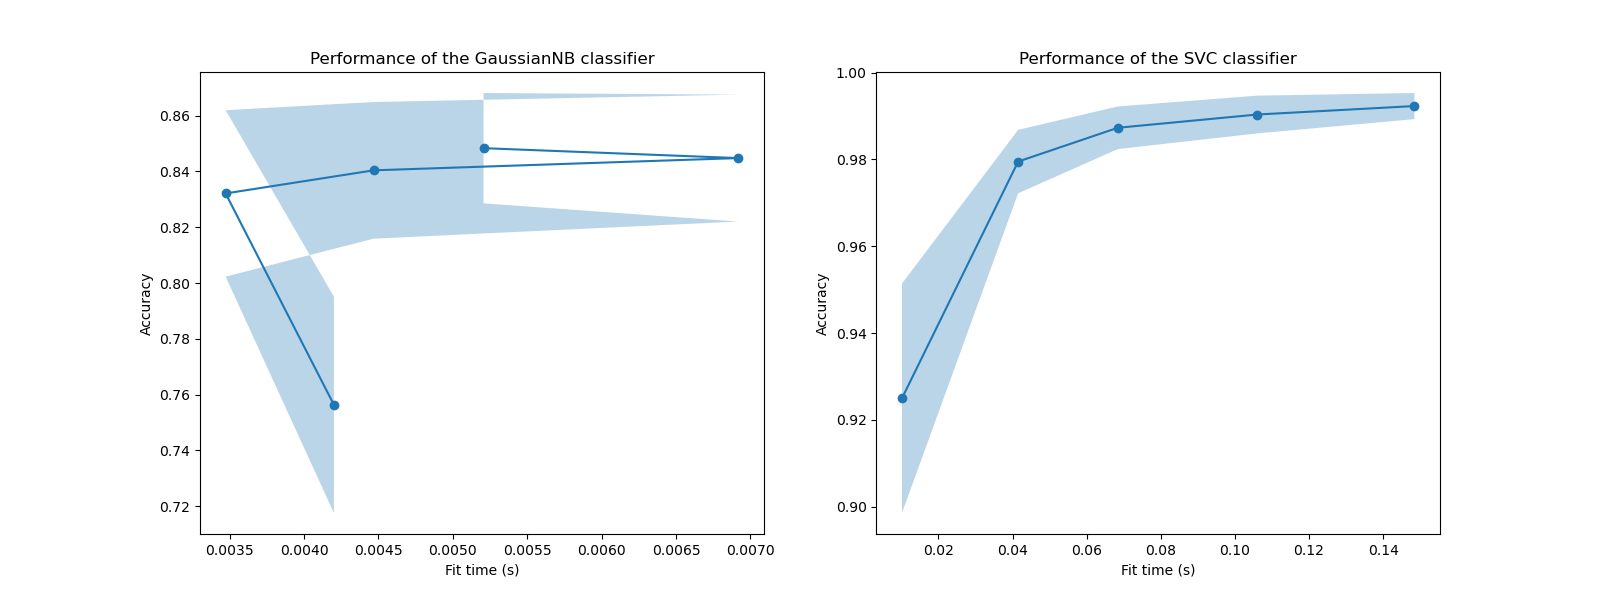 Performance of the GaussianNB classifier
0.86
0.84
0.82
0.80
0.78
0.76
0.74
0.72
Accuracy
0.0035 0.0040 0.0045 0.0050 0.0055 0.0060 0.0065 0.0070
Fit time (s)
Performance of the SVC classifier
1.00
0.98
0.96
0.94
0.92
0.90
Accuracy
0.02 0.04 0.06 0.08 0.10 0.12 0.14
Fit time (s)